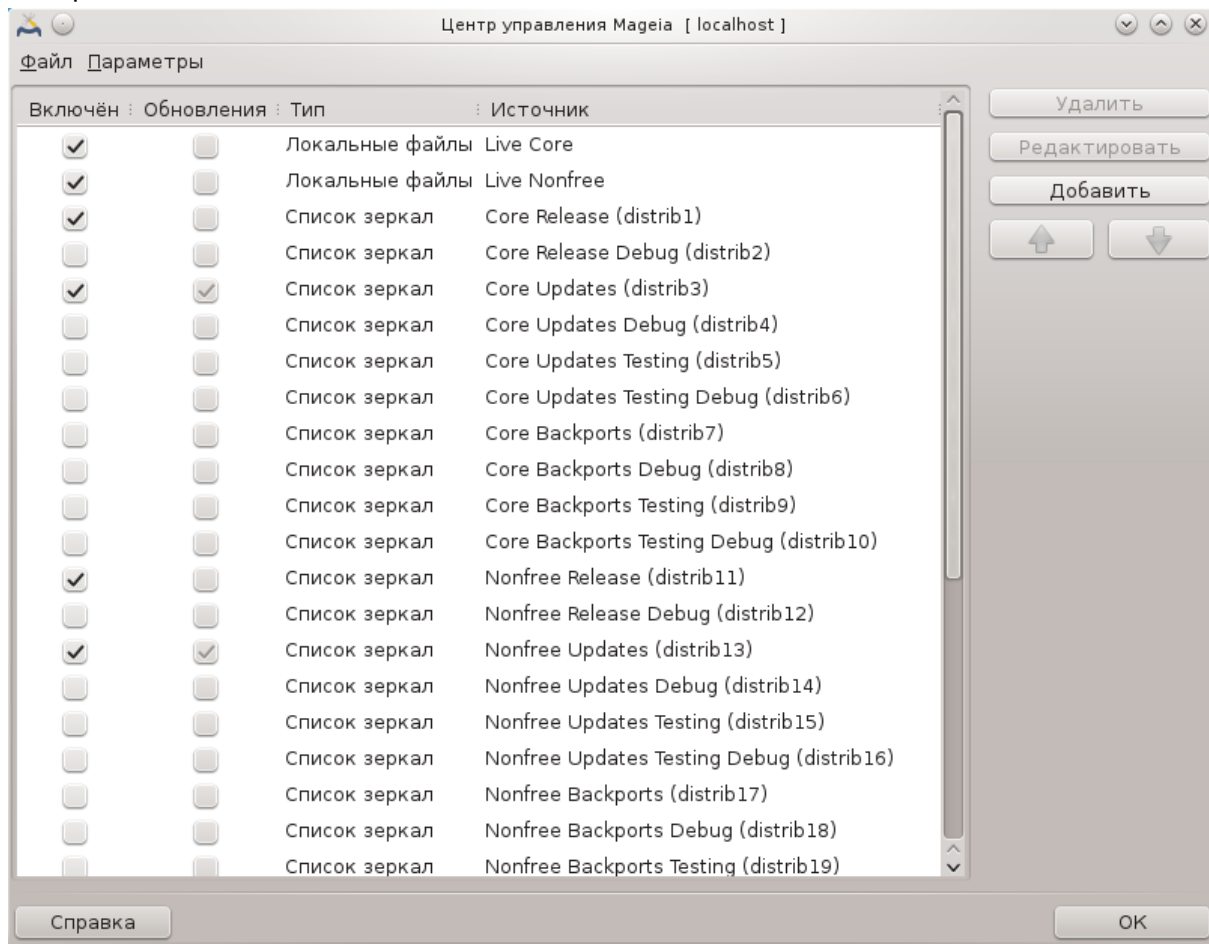 Центр управления Mageia [ localhost ]
Файл Параметры
Включён Обновления Тип Источник
Удалить
Редактировать
Добавить
Локальные файлы Live Core
Локальные файлы Live Nonfree
Список зеркал Core Release (distrib1)
Список зеркал Core Release Debug (distrib2)
Список зеркал Core Updates (distrib3)
Список зеркал Core Updates Debug (distrib4)
Список зеркал Core Updates Testing (distrib5)
Список зеркал Core Updates Testing Debug (distrib6)
Список зеркал Core Backports (distrib7)
Список зеркал Core Backports Debug (distrib8)
Список зеркал Core Backports Testing (distrib9)
Список зеркал Core Backports Testing Debug (distrib10)
Список зеркал Nonfree Release (distrib11)
Список зеркал Nonfree Release Debug (distrib12)
Список зеркал Nonfree Updates (distrib13)
Список зеркал Nonfree Updates Debug (distrib14)
Список зеркал Nonfree Updates Testing (distrib15)
Список зеркал Nonfree Updates Testing Debug (distrib16)
Список зеркал Nonfree Backports (distrib17)
Список зеркал Nonfree Backports Debug (distrib18)
Список зеркал Nonfree Backports Testing (distrib19)
Справка
OK